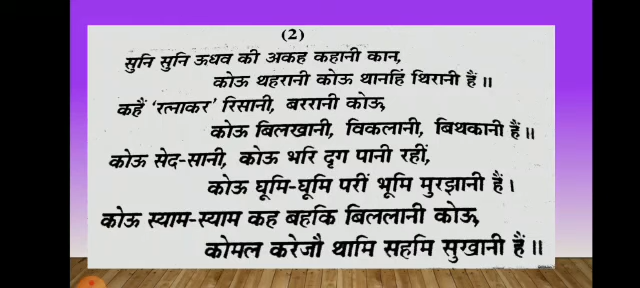 (2)
सुनि सुनि ऊधव की अकह कहानी कान,
कोऊ थहरानी कोऊ थानहिं थिरानी हैं॥
कहैं ‘रत्नाकर’ रिसानी, बररानी कोऊ,
कोऊ बिलखानी, विकलानी, बिथकानी हैं॥
कोऊ सेद-सानी, कोऊ भरि दृग पानी रहीं,
कोऊ घूमि-घूमि परीं भूमि मुरझानी हैं।
कोऊ स्याम-स्याम कह बहकि बिललानी कोऊ,
कोमल करेजौ थामि सहमि सुखानी हैं॥